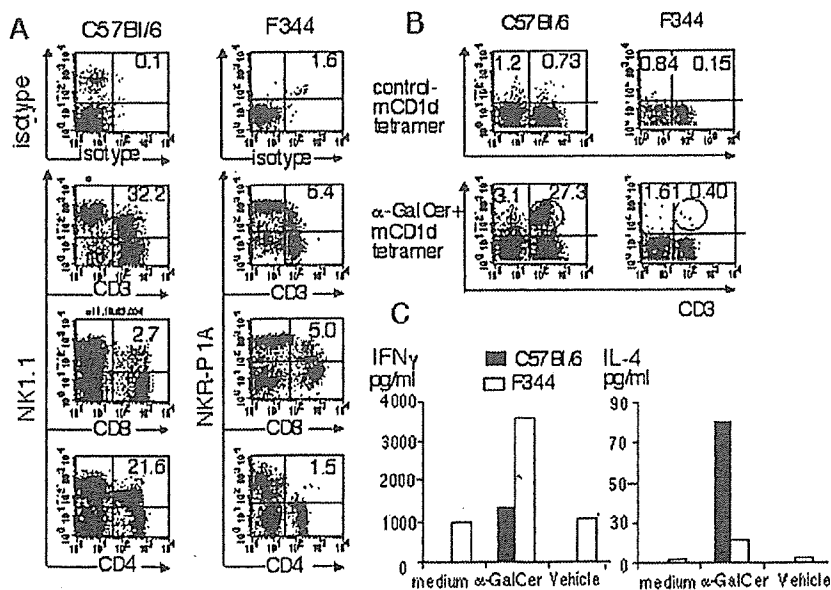 A
C57Bl/6
F344
isotype
0.1
1.6
isotype
isotype
32.2
6.4
CD3
CD3
2.7
5.0
NK1.1
NKR-P1A
CD8
CD8
21.6
1.5
CD4
CD4
B
C57Bl/6
F344
control-
mCD1d
tetramer
1.2
0.73
0.84
0.15
α-GalCer+
mCD1d
tetramer
3.1
27.3
1.61
0.40
CD3
C
IFNγ
pg/ml
C57Bl/6
F344
IL-4
pg/ml
4000
3000
2000
1000
0
medium
α-GalCer
Vehicle
90
70
50
30
10
medium
α-GalCer
Vehicle